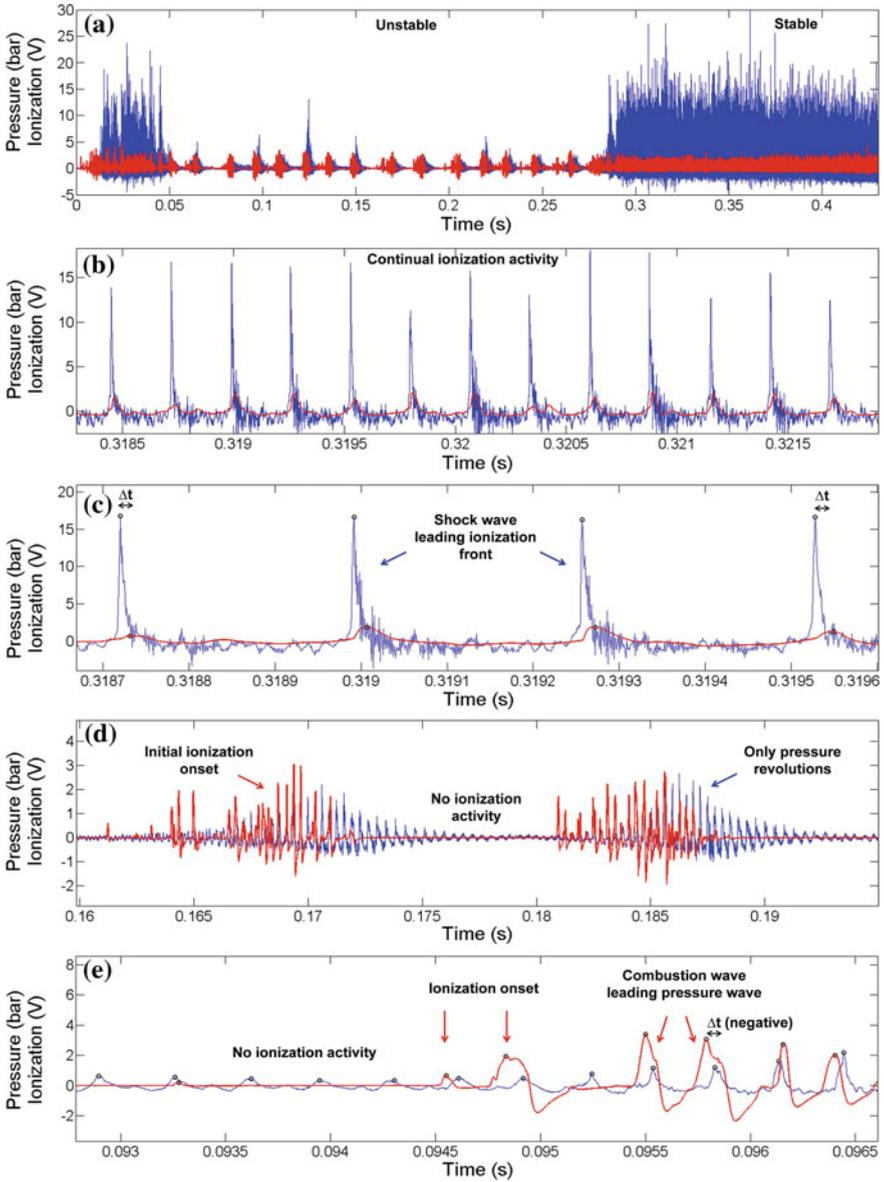 (a)
Unstable
Stable
30
25
20
15
10
5
0
-5
Pressure (bar)
Ionization (V)
0 0.05 0.1 0.15 0.2 0.25 0.3 0.35 0.4
Time (s)
(b)
Continual ionization activity
15
10
5
0
Pressure (bar)
Ionization (V)
0.3185 0.319 0.3195 0.32 0.3205 0.321 0.3215
Time (s)
(c)
Δt
Shock wave
leading ionization
front
Δt
20
15
10
5
0
Pressure (bar)
Ionization (V)
0.3187 0.3188 0.3189 0.319 0.3191 0.3192 0.3193 0.3194 0.3195 0.3196
Time (s)
(d)
Initial ionization
onset
No ionization
activity
Only pressure
revolutions
4
3
2
1
0
-1
-2
Pressure (bar)
Ionization (V)
0.16 0.165 0.17 0.175 0.18 0.185 0.19
Time (s)
(e)
No ionization activity
Ionization onset
Combustion wave
leading pressure wave
Δt (negative)
8
6
4
2
0
-2
Pressure (bar)
Ionization (V)
0.093 0.0935 0.094 0.0945 0.095 0.0955 0.096 0.0965
Time (s)